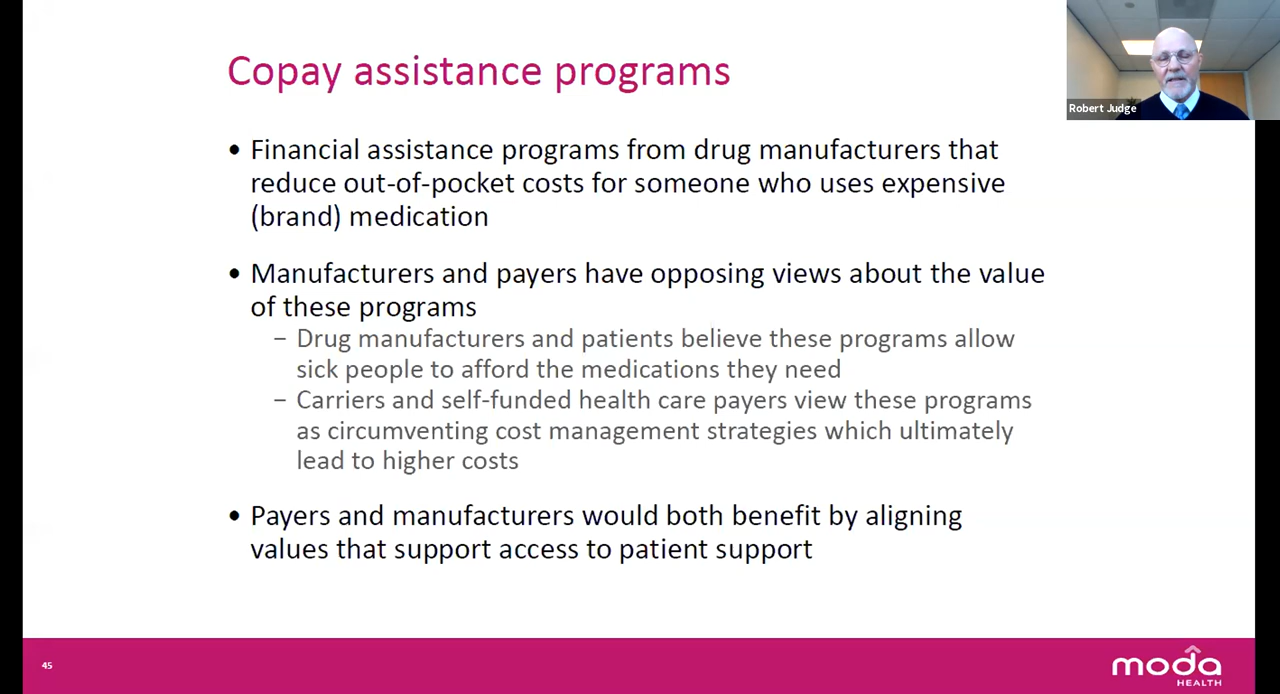 Copay assistance programs
Robert Judge
• Financial assistance programs from drug manufacturers that
reduce out-of-pocket costs for someone who uses expensive
(brand) medication
• Manufacturers and payers have opposing views about the value
of these programs
– Drug manufacturers and patients believe these programs allow
sick people to afford the medications they need
– Carriers and self-funded health care payers view these programs
as circumventing cost management strategies which ultimately
lead to higher costs
• Payers and manufacturers would both benefit by aligning
values that support access to patient support
45
moda
HEALTH